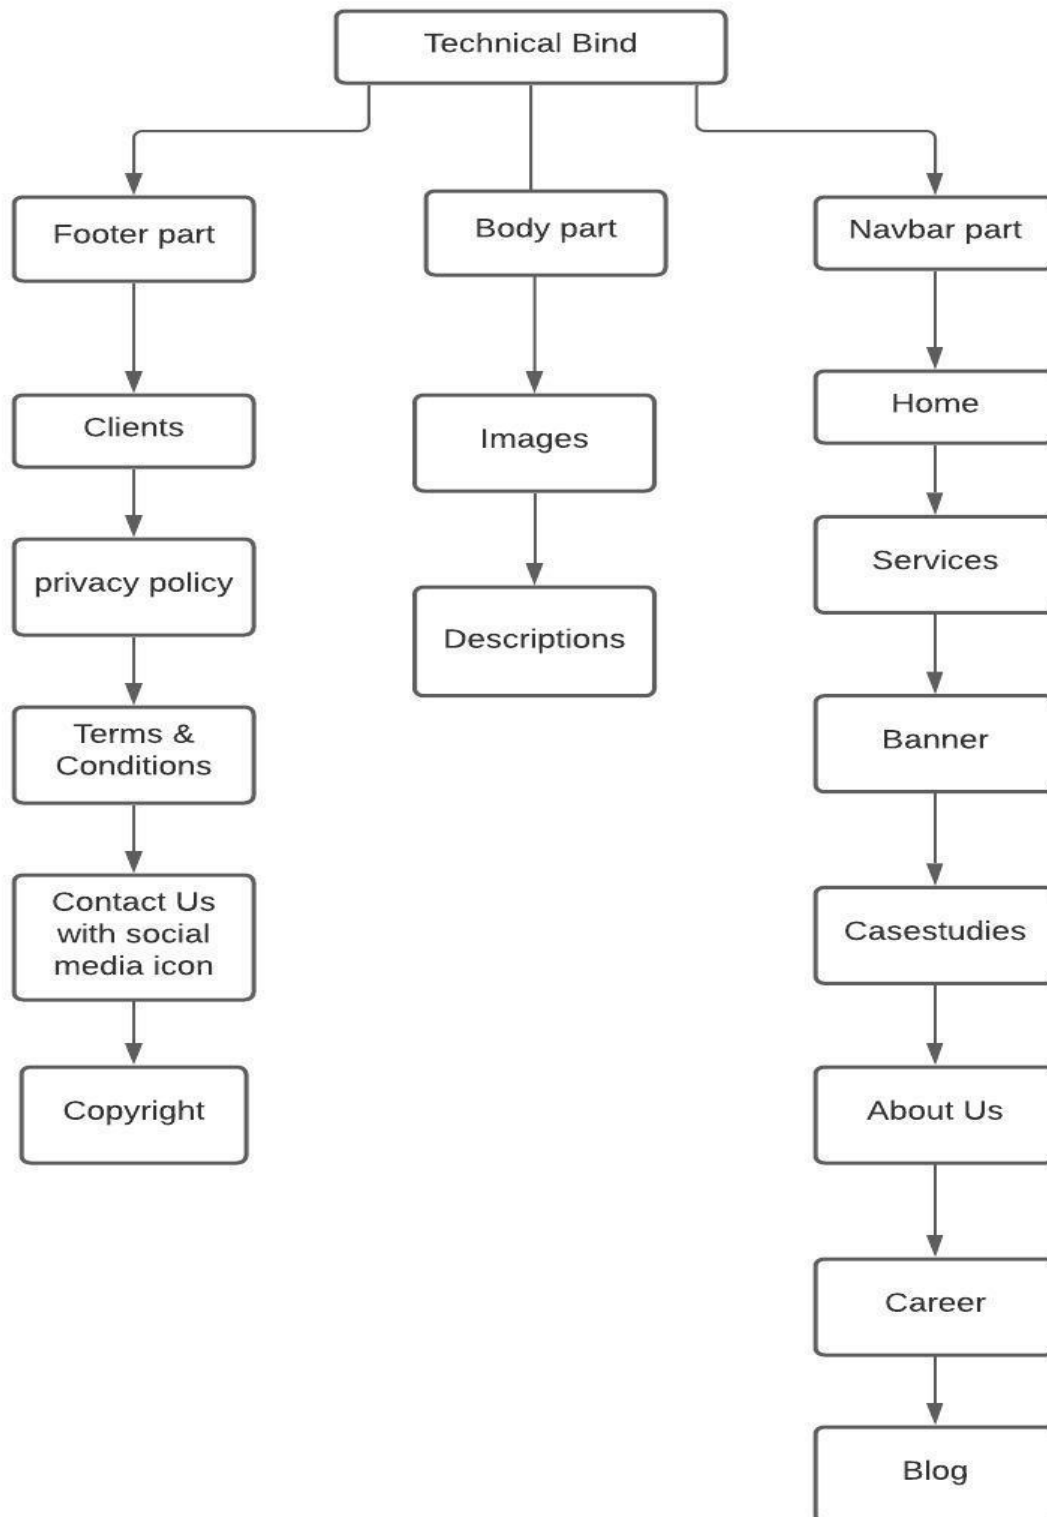 Technical Bind
Footer part
Body part
Navbar part
Clients
Images
Home
privacy policy
Descriptions
Services
Terms &
Conditions
Banner
Contact Us
with social
media icon
Casestudies
Copyright
About Us
Career
Blog